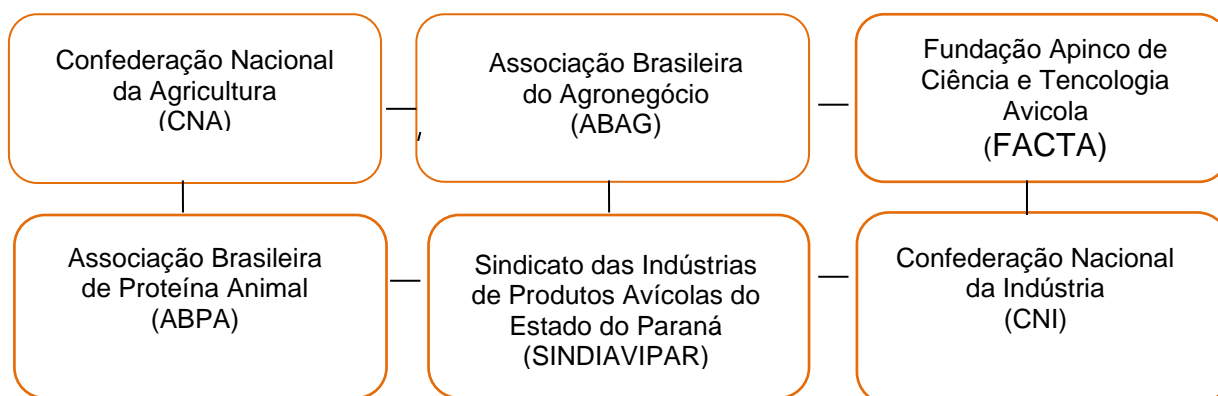 Confederação Nacional
da Agricultura
(CNA)
Associação Brasileira
do Agronegócio
(ABAG)
Fundação Apinco de
Ciência e Tencologia
Avicola
(FACTA)
Associação Brasileira
de Proteína Animal
(ABPA)
Sindicato das Indústrias
de Produtos Avícolas do
Estado do Paraná
(SINDIAVIPAR)
Confederação Nacional
da Indústria
(CNI)